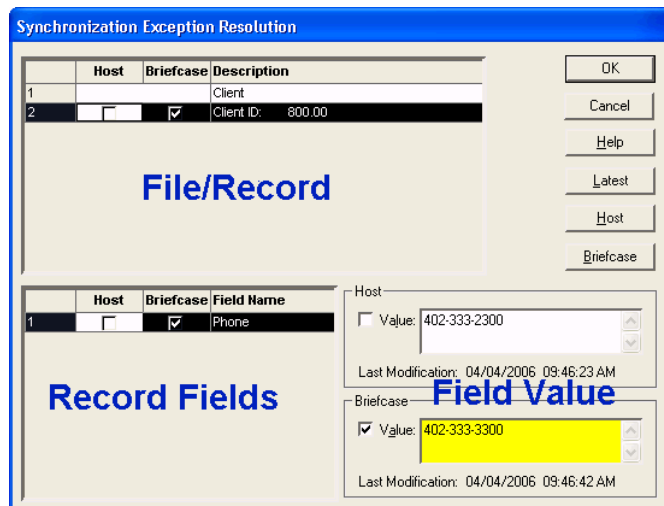 Synchronization Exception Resolution
Host Briefcase Description
1 Client
2 Client ID: 800.00
File/Record
OK
Cancel
Help
Latest
Host
Briefcase
Host Briefcase Field Name
1 Phone
Record Fields
Host
Value: 402-333-2300
Last Modification: 04/04/2006 09:46:23 AM
Field Value
Briefcase
Value: 402-333-3300
Last Modification: 04/04/2006 09:46:42 AM